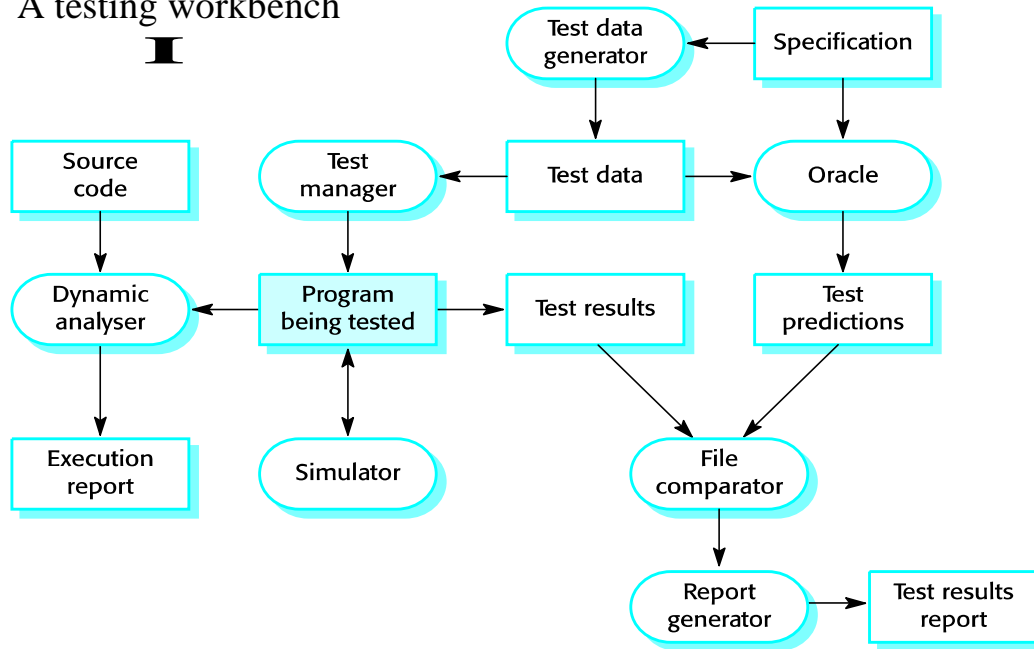 A testing workbench
I
Test data
generator
Specification
Source
code
Test
manager
Test data
Oracle
Dynamic
analyser
Program
being tested
Test results
Test
predictions
Execution
report
Simulator
File
comparator
Report
generator
Test results
report